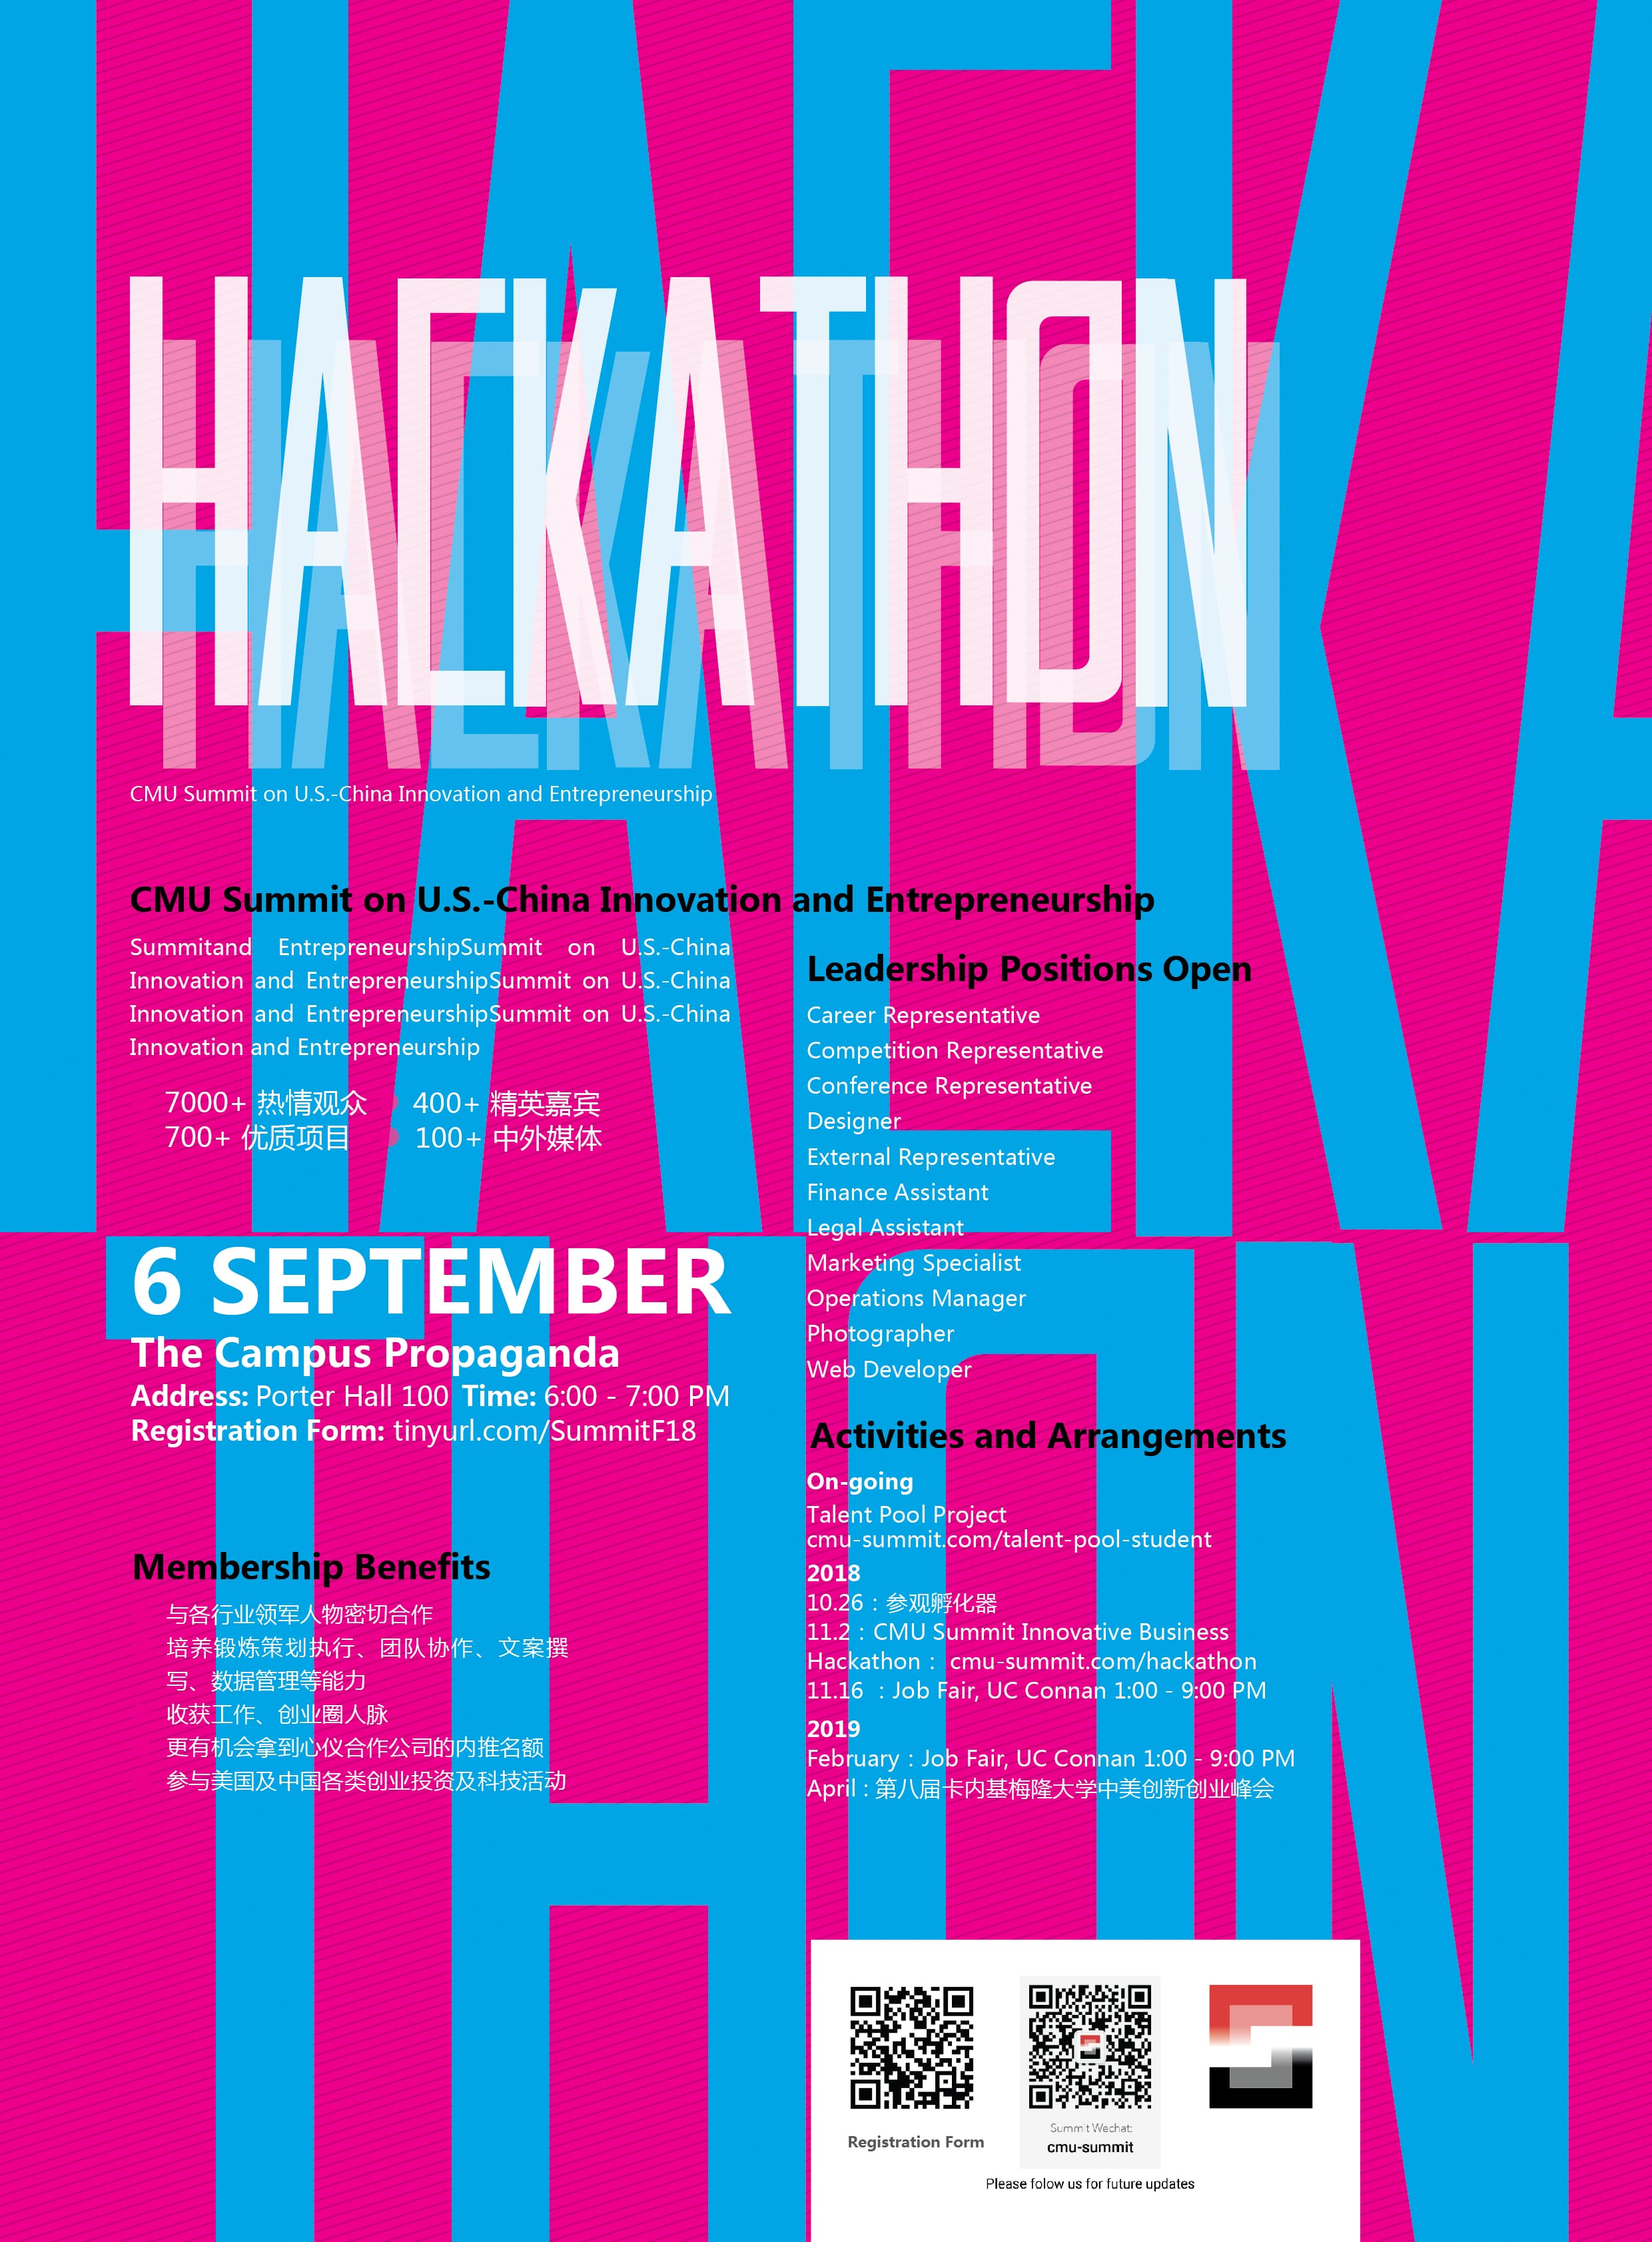 HACKATHON
CMU Summit on U.S.-China Innovation and Entrepreneurship
CMU Summit on U.S.-China Innovation and Entrepreneurship
Summitand EntrepreneurshipSummit on U.S.-China
Innovation and EntrepreneurshipSummit on U.S.-China
Innovation and EntrepreneurshipSummit on U.S.-China
Innovation and Entrepreneurship
7000+ 热情观众 400+ 精英嘉宾
700+ 优质项目 100+ 中外媒体
6 SEPTEMBER
The Campus Propaganda
Address: Porter Hall 100 Time: 6:00 - 7:00 PM
Registration Form: tinyurl.com/SummitF18
Membership Benefits
与各行业领军人物密切合作
培养锻炼策划执行、团队协作、文案撰
写、数据管理等能力
收获工作、创业圈人脉
更有机会拿到心仪合作公司的内推名额
参与美国及中国各类创业投资及科技活动
Leadership Positions Open
Career Representative
Competition Representative
Conference Representative
Designer
External Representative
Finance Assistant
Legal Assistant
Marketing Specialist
Operations Manager
Photographer
Web Developer
Activities and Arrangements
On-going
Talent Pool Project
cmu-summit.com/talent-pool-student
2018
10.26 : 参观孵化器
11.2 : CMU Summit Innovative Business
Hackathon : cmu-summit.com/hackathon
11.16 : Job Fair, UC Connan 1:00 - 9:00 PM
2019
February : Job Fair, UC Connan 1:00 - 9:00 PM
April : 第八届卡内基梅隆大学中美创新创业峰会
Registration Form
Summit Wechat:
cmu-summit
Please folow us for future updates